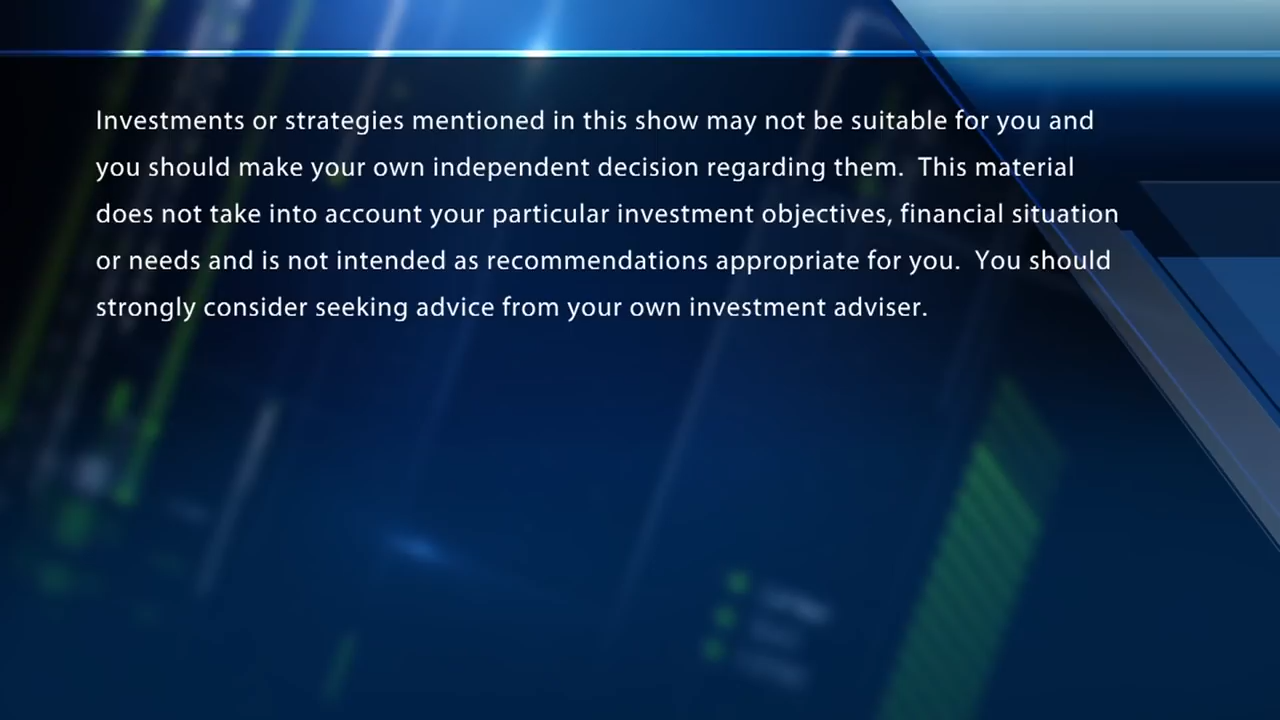 Investments or strategies mentioned in this show may not be suitable for you and
you should make your own independent decision regarding them.  This material
does not take into account your particular investment objectives, financial situation
or needs and is not intended as recommendations appropriate for you.  You should
strongly consider seeking advice from your own investment adviser.